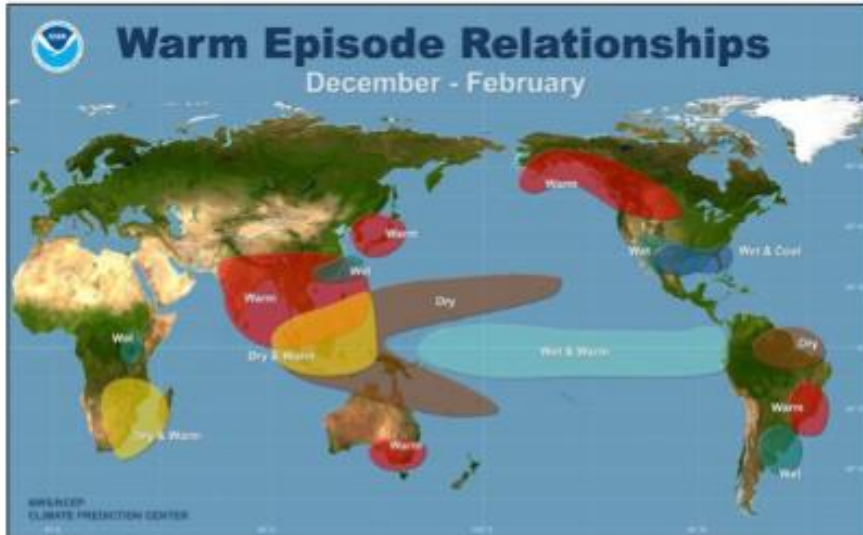 Warm Episode Relationships
December - February
Warm
Warm
Wet
Wet & Cool
Wet
Warm
Dry
Wet
Dry & Warm
Wet & Warm
Dry
Dry & Warm
Warm
Warm
Wet
NWS/NCEP
CLIMATE PREDICTION CENTER